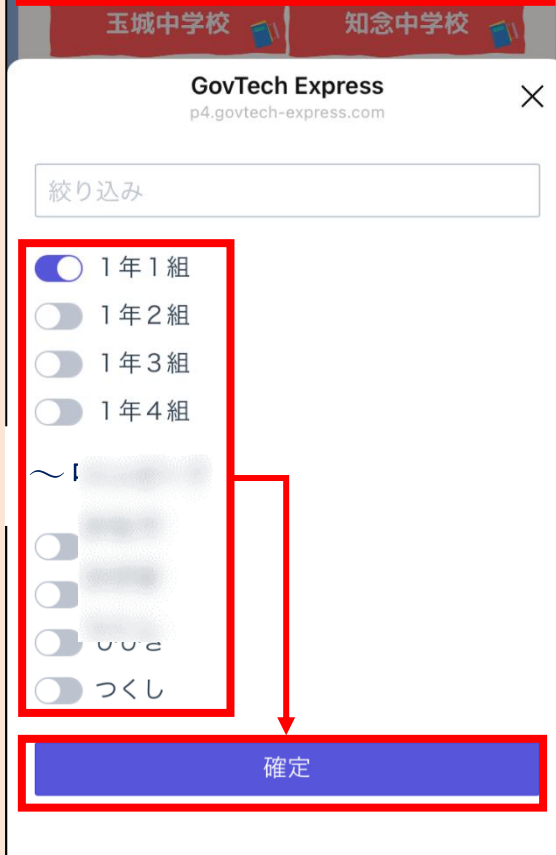 玉城中学校 知念中学校
GovTech Express
p4.govtech-express.com
絞り込み
1年1組
1年2組
1年3組
1年4組
～
つくし
確定